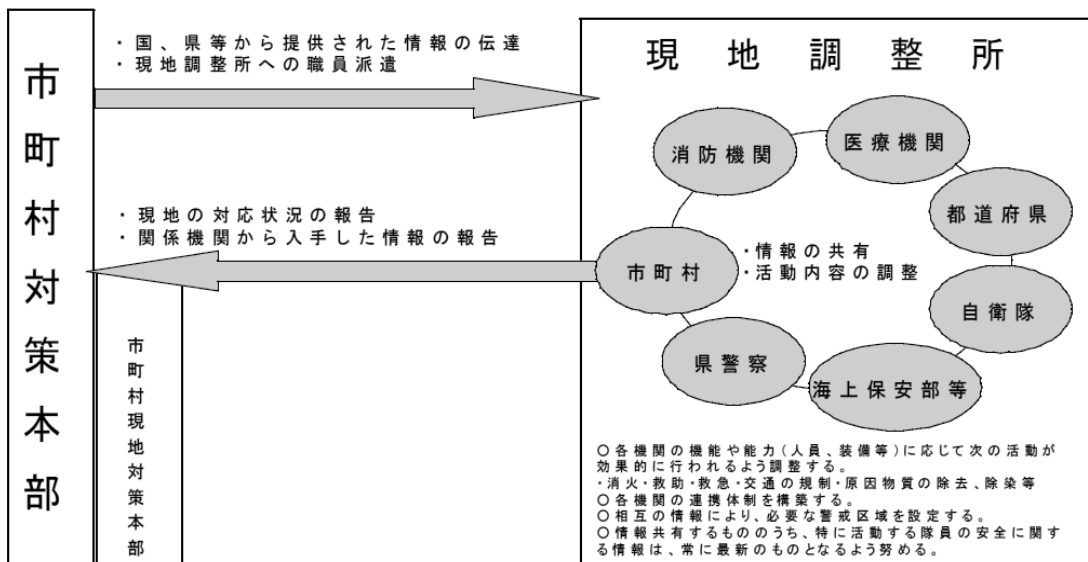 市町村対策本部
・国、県等から提供された情報の伝達
・現地調整所への職員派遣
・現地の対応状況の報告
・関係機関から入手した情報の報告
市町村現地対策本部
現地調整所
消防機関
医療機関
都道府県
自衛隊
海上保安部等
県警察
市町村
・情報の共有
・活動内容の調整
〇各機関の機能や能力(人員、装備等)に応じて次の活動が
効果的に行われるよう調整する。
・消火・救助・救急・交通の規制・原因物質の除去、除染等
〇各機関の連携体制を構築する。
〇相互の情報により、必要な警戒区域を設定する。
〇情報共有するもののうち、特に活動する隊員の安全に関す
る情報は、常に最新のものとなるよう努める。